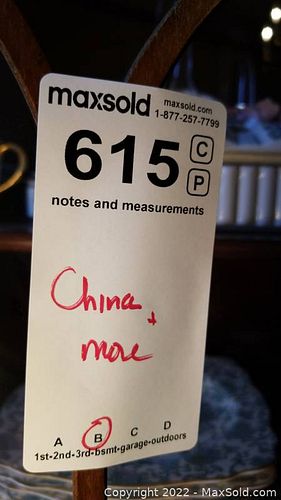 maxsold maxsold.com
1-877-257-7799
615 C
P
notes and measurements
China
+
more
A B C D
1st-2nd-3rd-bsmt-garage-outdoors
Copyright 2022 - MaxSold.com